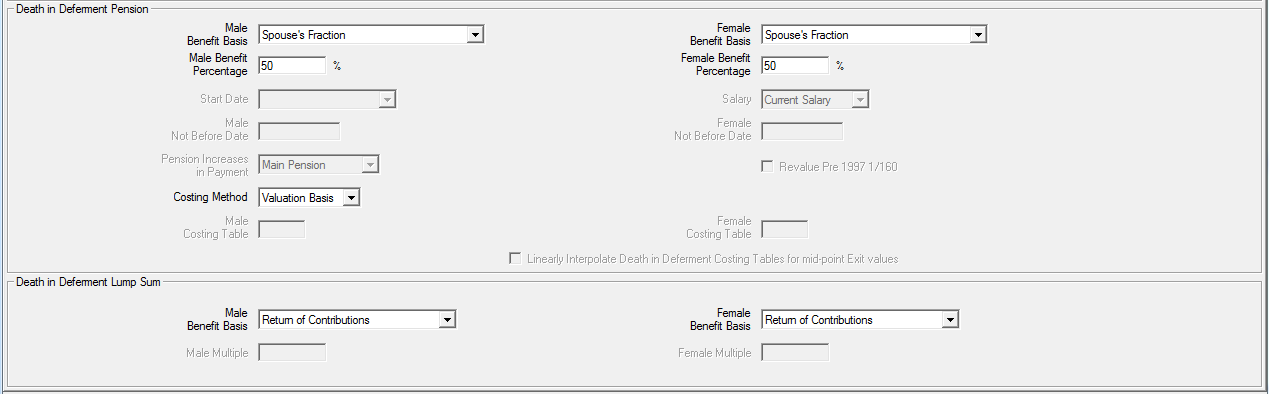 Death in Deferment Pension
Male
Benefit Basis
Spouse's Fraction
Female
Benefit Basis
Spouse's Fraction
Male Benefit
Percentage
50
%
Female Benefit
Percentage
50
%
Start Date
Salary
Current Salary
Male
Not Before Date
Female
Not Before Date
Pension Increases
in Payment
Main Pension
Revalue Pre 1997 1/160
Costing Method
Valuation Basis
Male
Costing Table
Female
Costing Table
Linearly Interpolate Death in Deferment Costing Tables for mid-point Exit values
Death in Deferment Lump Sum
Male
Benefit Basis
Return of Contributions
Female
Benefit Basis
Return of Contributions
Male Multiple
Female Multiple